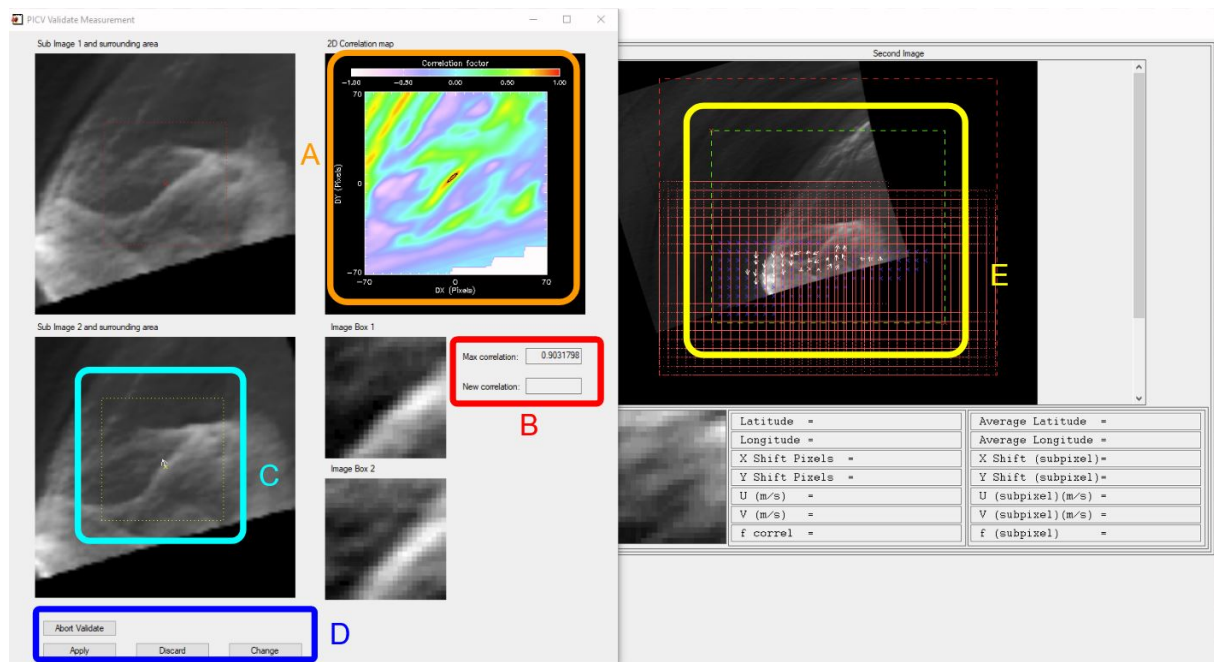 PICV Validate Measurement
Sub Image 1 and surrounding area
2D Correlation map
Correlation factor
-1.00 -0.50 0.00 0.50 1.00
70
0
-70
DY (Pixels)
-70 0 70
DX (Pixels)
A
Sub Image 2 and surrounding area
C
Image Box 1
Max correlation: 0.9031798
New correlation:
B
Image Box 2
Abort Validate
Apply Discard Change
D
Second Image
E
Latitude =
Longitude =
X Shift Pixels =
Y Shift Pixels =
U (m/s) =
V (m/s) =
f correl =
Average Latitude =
Average Longitude =
X Shift (subpixel)=
Y Shift (subpixel)=
U (subpixel)(m/s) =
V (subpixel)(m/s) =
f (subpixel) =